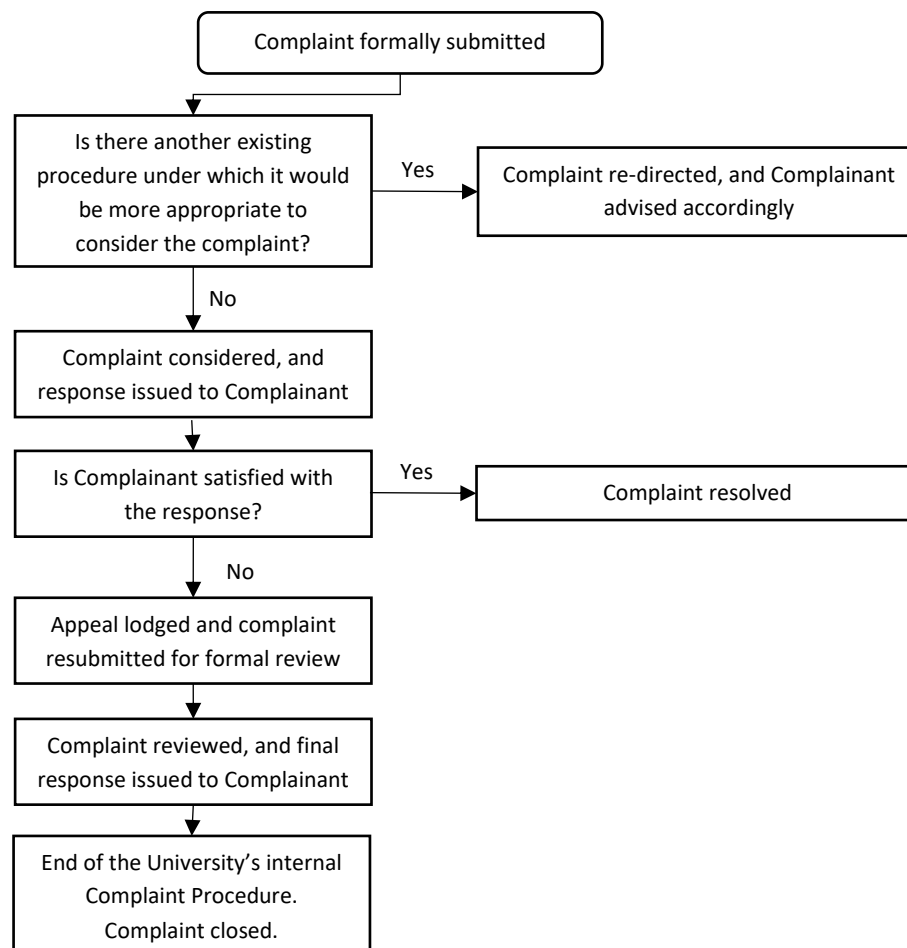 Complaint formally submitted
Is there another existing
procedure under which it would
be more appropriate to
consider the complaint?
Yes
Complaint re-directed, and Complainant
advised accordingly
No
Complaint considered, and
response issued to Complainant
Is Complainant satisfied with
the response?
Yes
Complaint resolved
No
Appeal lodged and complaint
resubmitted for formal review
Complaint reviewed, and final
response issued to Complainant
End of the University’s internal
Complaint Procedure.
Complaint closed.